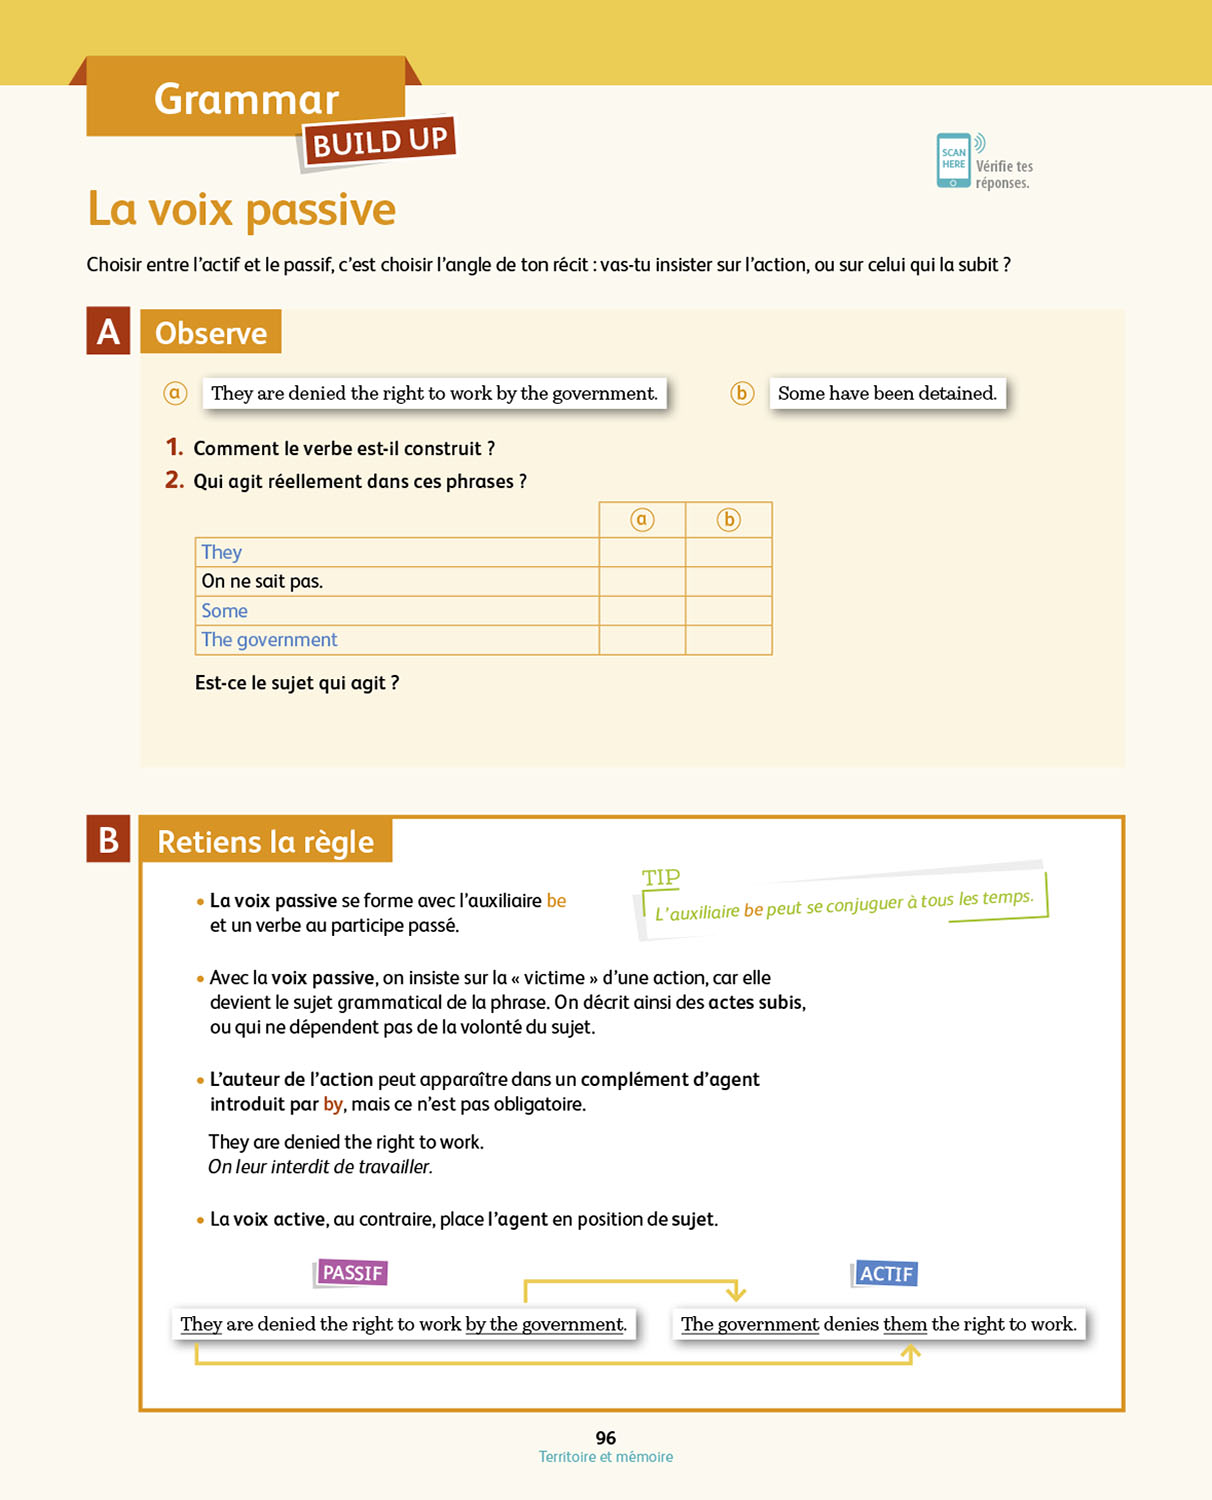 Grammar
BUILD UP
SCAN
HERE
Vérifie tes
réponses.
La voix passive
Choisir entre l'actif et le passif, c'est choisir l'angle de ton récit : vas-tu insister sur l'action, ou sur celui qui la subit ?
A Observe
a They are denied the right to work by the government.
b Some have been detained.
1. Comment le verbe est-il construit ?
2. Qui agit réellement dans ces phrases ?
a b
They
On ne sait pas.
Some
The government
Est-ce le sujet qui agit ?
B Retiens la règle
TIP
L'auxiliaire be peut se conjuguer à tous les temps.
• La voix passive se forme avec l'auxiliaire be
et un verbe au participe passé.
• Avec la voix passive, on insiste sur la « victime » d'une action, car elle
devient le sujet grammatical de la phrase. On décrit ainsi des actes subis,
ou qui ne dépendent pas de la volonté du sujet.
• L'auteur de l'action peut apparaître dans un complément d'agent
introduit par by, mais ce n'est pas obligatoire.
They are denied the right to work.
On leur interdit de travailler.
• La voix active, au contraire, place l'agent en position de sujet.
PASSIF
ACTIF
They are denied the right to work by the government.
The government denies them the right to work.
96
Territoire et mémoire